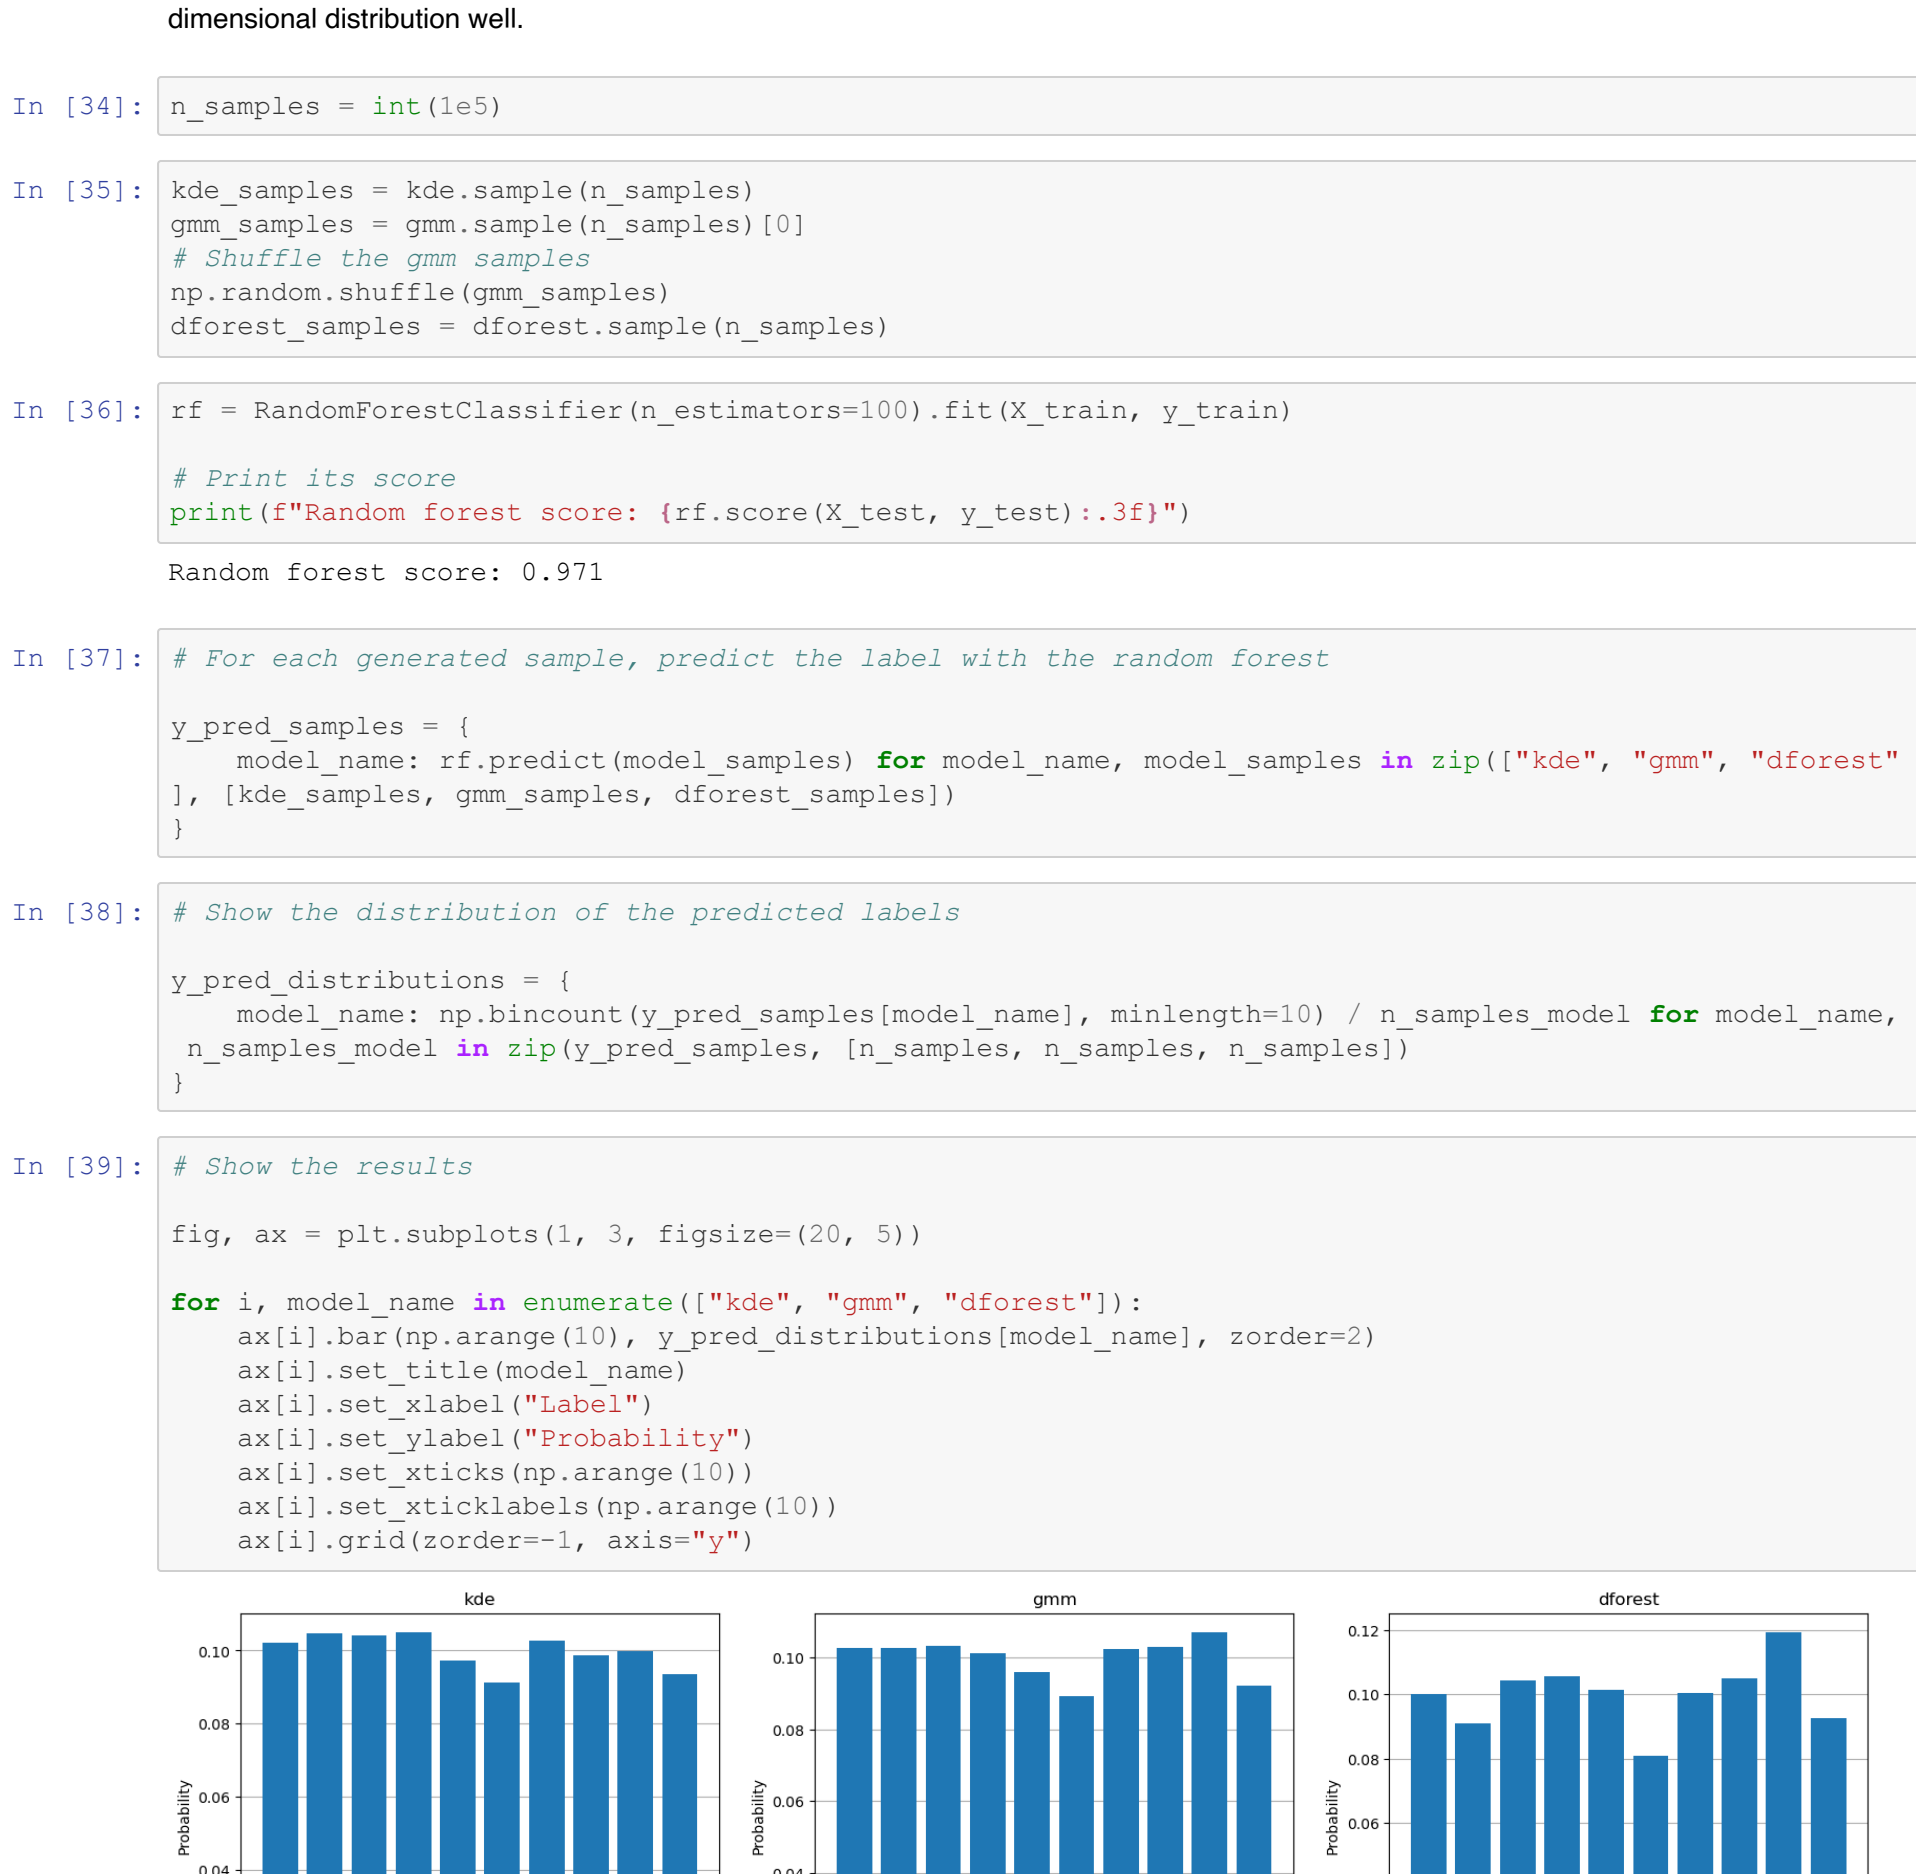 dimensional distribution well.
In [34]: n_samples = int(1e5)
In [35]: kde_samples = kde.sample(n_samples)
gmm_samples = gmm.sample(n_samples)[0]
# Shuffle the gmm samples
np.random.shuffle(gmm_samples)
dforest_samples = dforest.sample(n_samples)
In [36]: rf = RandomForestClassifier(n_estimators=100).fit(X_train, y_train)
# Print its score
print(f"Random forest score: {rf.score(X_test, y_test):.3f}")
Random forest score: 0.971
In [37]: # For each generated sample, predict the label with the random forest
y_pred_samples = {
    model_name: rf.predict(model_samples) for model_name, model_samples in zip(["kde", "gmm", "dforest"
], [kde_samples, gmm_samples, dforest_samples])
}
In [38]: # Show the distribution of the predicted labels
y_pred_distributions = {
    model_name: np.bincount(y_pred_samples[model_name], minlength=10) / n_samples_model for model_name,
 n_samples_model in zip(y_pred_samples, [n_samples, n_samples, n_samples])
}
In [39]: # Show the results
fig, ax = plt.subplots(1, 3, figsize=(20, 5))
for i, model_name in enumerate(["kde", "gmm", "dforest"]):
    ax[i].bar(np.arange(10), y_pred_distributions[model_name], zorder=2)
    ax[i].set_title(model_name)
    ax[i].set_xlabel("Label")
    ax[i].set_ylabel("Probability")
    ax[i].set_xticks(np.arange(10))
    ax[i].set_xticklabels(np.arange(10))
    ax[i].grid(zorder=-1, axis="y")
kde
0.10
0.08
0.06
0.04
Probability
gmm
0.10
0.08
0.06
0.04
Probability
dforest
0.12
0.10
0.08
0.06
Probability